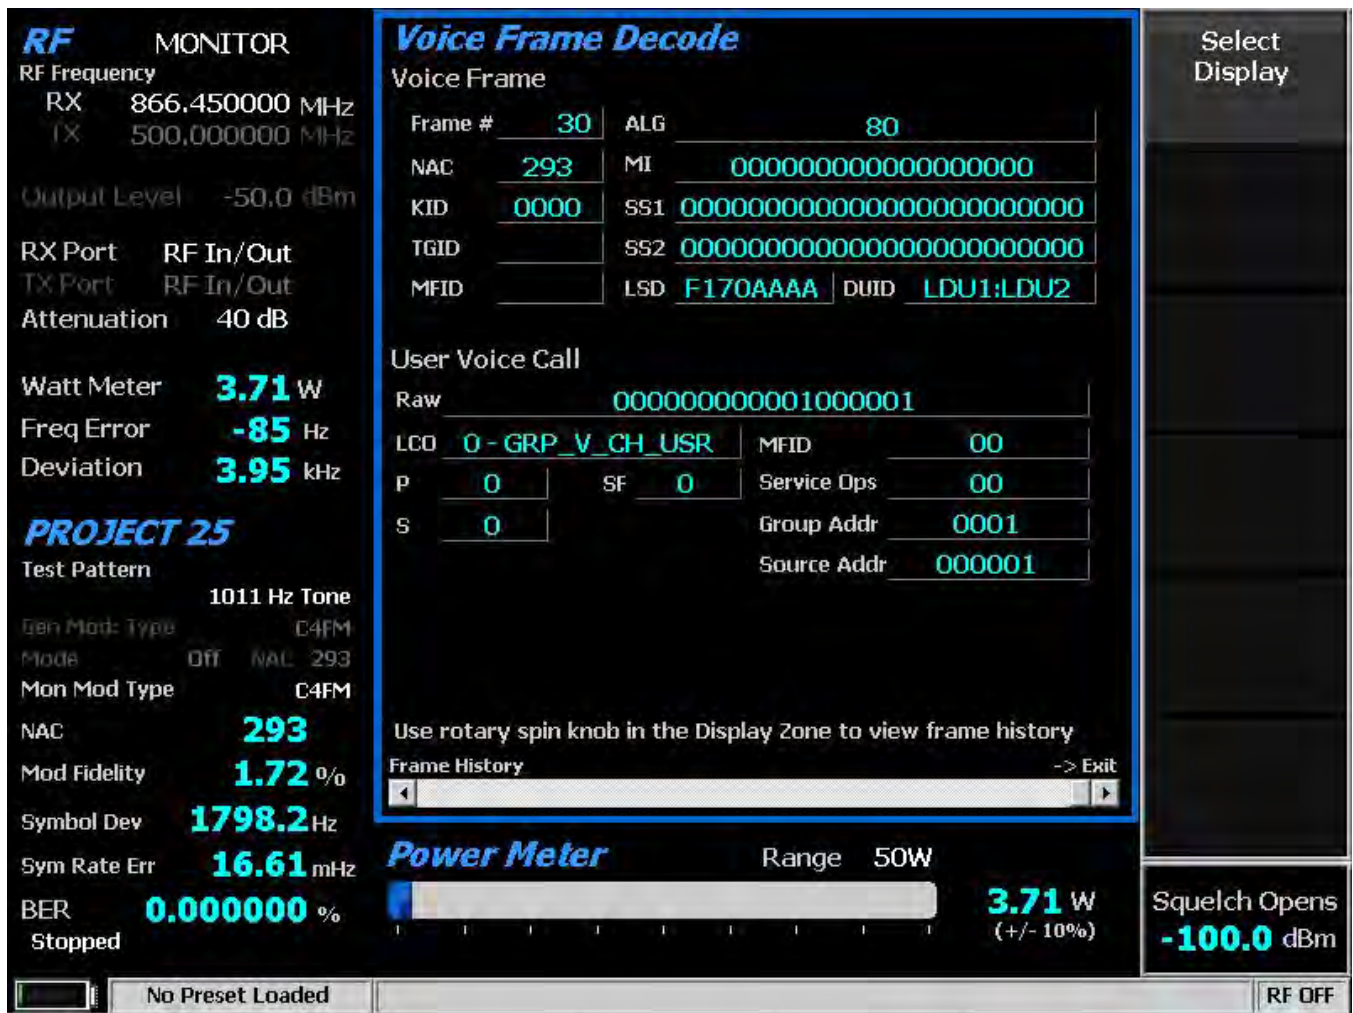 RF MONITOR
RF Frequency
RX 866.450000 MHz
TX 500.000000 MHz
Output Level -50.0 dBm
RX Port RF In/Out
TX Port RF In/Out
Attenuation 40 dB
Watt Meter 3.71 W
Freq Error -85 Hz
Deviation 3.95 kHz
PROJECT 25
Test Pattern
1011 Hz Tone
Gen Mod: Type C4FM
Mode Off NAC 293
Mon Mod Type C4FM
NAC 293
Mod Fidelity 1.72 %
Symbol Dev 1798.2 Hz
Sym Rate Err 16.61 mHz
BER 0.000000 %
Stopped
Voice Frame Decode
Voice Frame
Frame # 30 ALG 80
NAC 293 MI 000000000000000000
KID 0000 SS1 000000000000000000000000
TGID SS2 000000000000000000000000
MFID LSD F170AAAA DUID LDU1:LDU2
User Voice Call
Raw 000000000001000001
LCO 0 - GRP_V_CH_USR MFID 00
P 0 SF 0 Service Ops 00
S 0 Group Addr 0001
Source Addr 000001
Use rotary spin knob in the Display Zone to view frame history
Frame History -> Exit
Power Meter Range 50W
3.71 W
(+/- 10%)
Select
Display
Squelch Opens
-100.0 dBm
No Preset Loaded
RF OFF